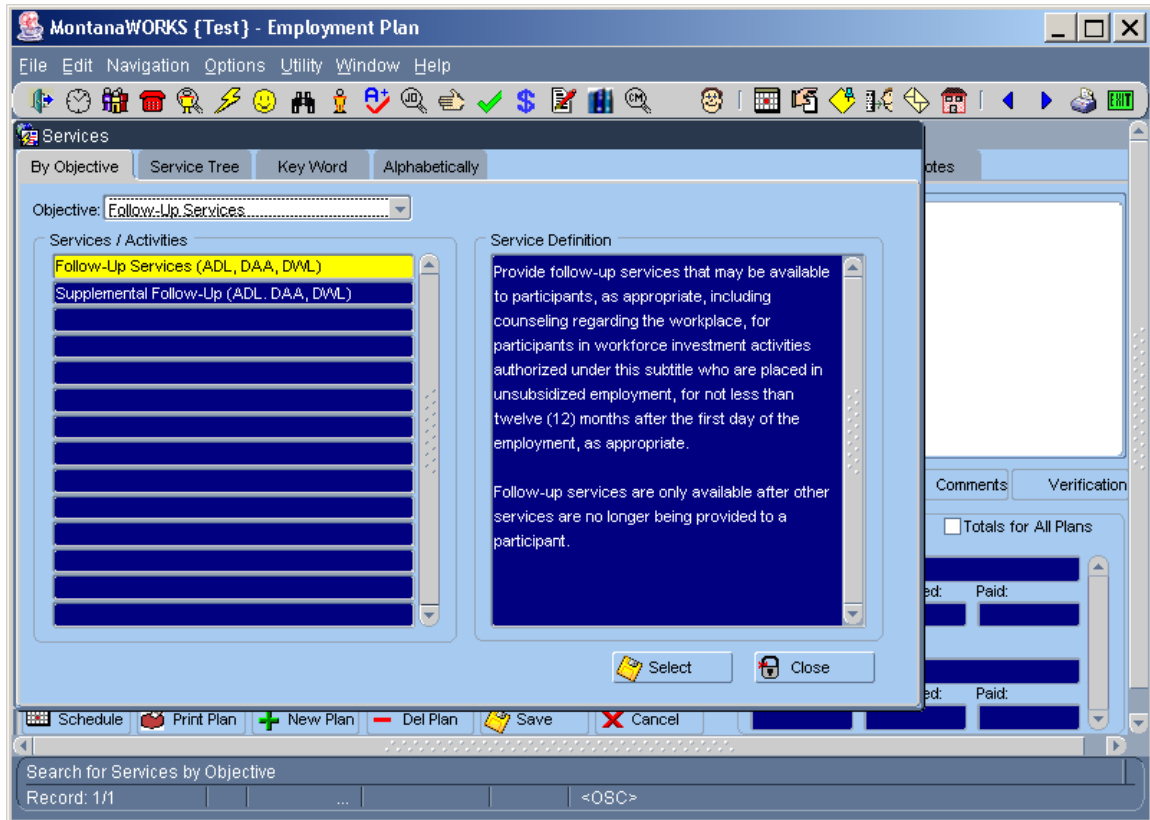 MontanaWORKS {Test} - Employment Plan
File Edit Navigation Options Utility Window Help
Services
By Objective Service Tree Key Word Alphabetically
otes
Objective: Follow-Up Services
Services / Activities
Service Definition
Follow-Up Services (ADL, DAA, DWL)
Supplemental Follow-Up (ADL. DAA, DWL)
Provide follow-up services that may be available
to participants, as appropriate, including
counseling regarding the workplace, for
participants in workforce investment activities
authorized under this subtitle who are placed in
unsubsidized employment, for not less than
twelve (12) months after the first day of the
employment, as appropriate.
Follow-up services are only available after other
services are no longer being provided to a
participant.
Comments Verification
Totals for All Plans
ed: Paid:
Select Close
ed: Paid:
Schedule Print Plan New Plan Del Plan Save Cancel
Search for Services by Objective
Record: 1/1 ... <OSC>